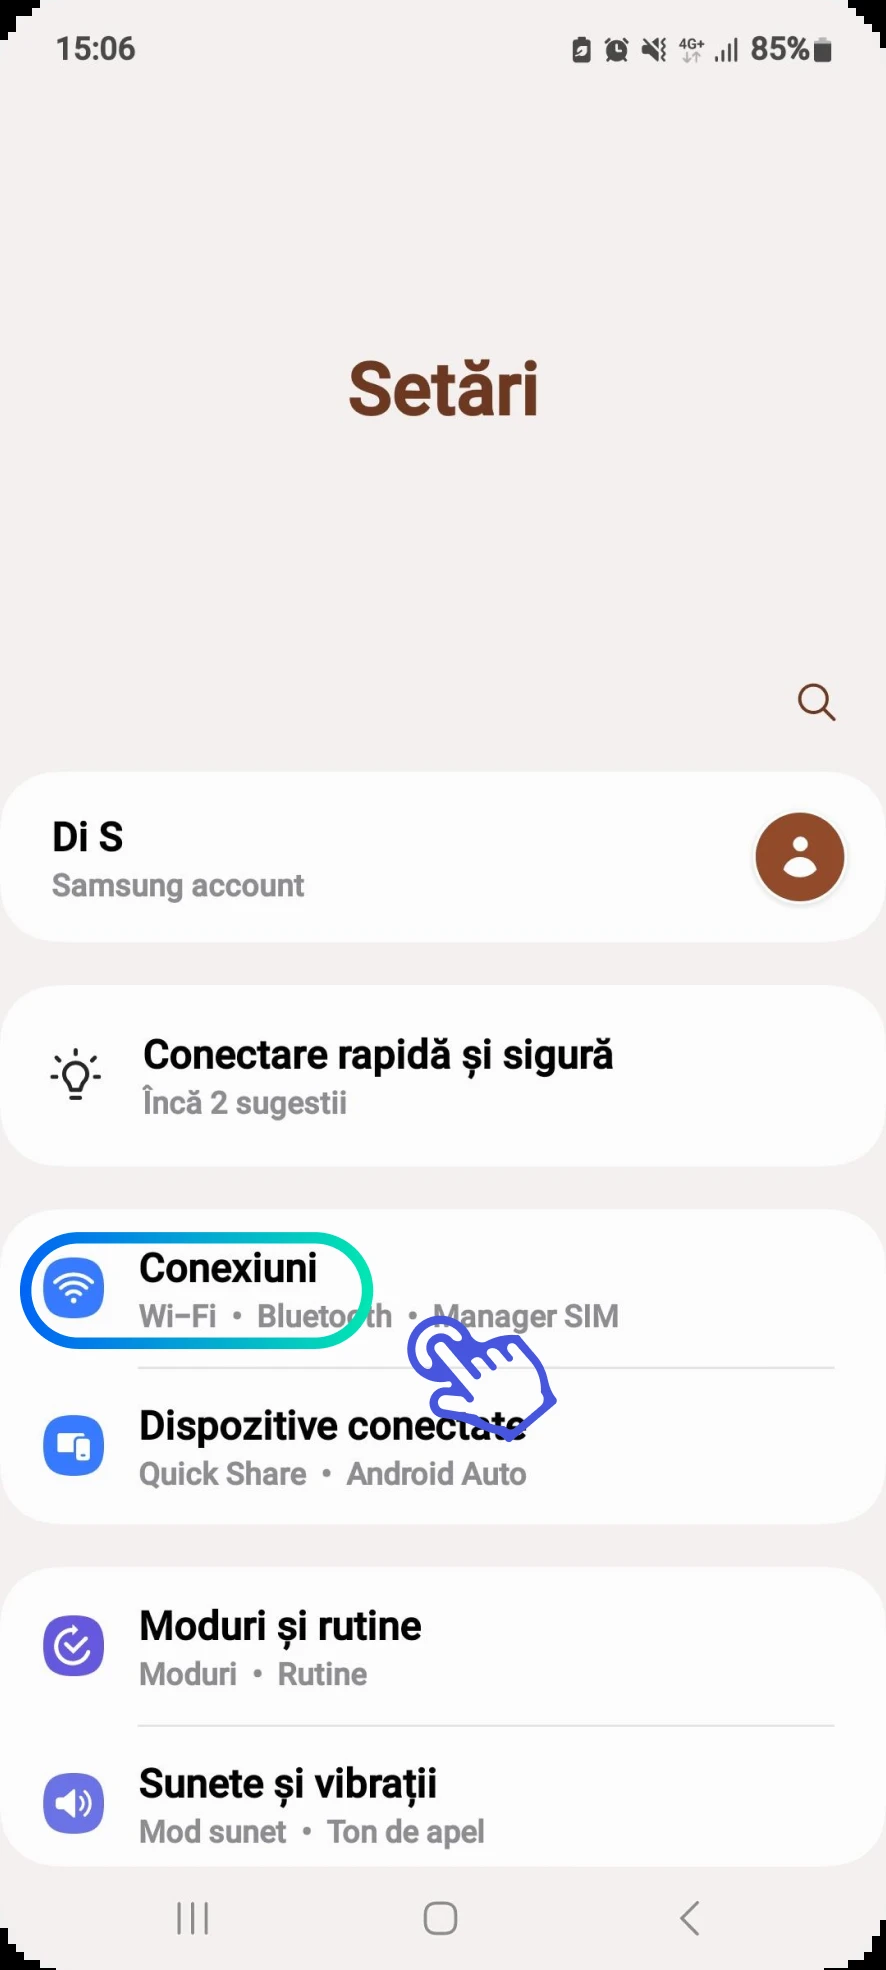 15:06 4G+ 85%
Setări
Di S
Samsung account
Conectare rapidă și sigură
Încă 2 sugestii
Conexiuni
Wi-Fi • Bluetooth • Manager SIM
Dispozitive conectate
Quick Share • Android Auto
Moduri și rutine
Moduri • Rutine
Sunete și vibrații
Mod sunet • Ton de apel